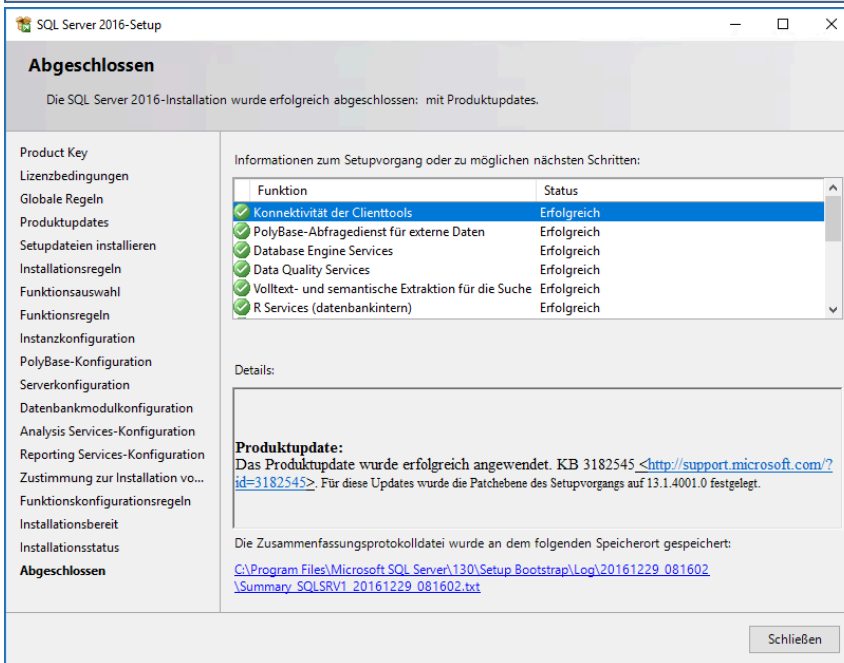 SQL Server 2016-Setup
Abgeschlossen
Die SQL Server 2016-Installation wurde erfolgreich abgeschlossen: mit Produktupdates.
Product Key
Lizenzbedingungen
Globale Regeln
Produktupdates
Setupdateien installieren
Installationsregeln
Funktionsauswahl
Funktionsregeln
Instanzkonfiguration
PolyBase-Konfiguration
Serverkonfiguration
Datenbankmodulkonfiguration
Analysis Services-Konfiguration
Reporting Services-Konfiguration
Zustimmung zur Installation vo...
Funktionskonfigurationsregeln
Installationsbereit
Installationsstatus
Abgeschlossen
Informationen zum Setupvorgang oder zu möglichen nächsten Schritten:
Funktion Status
Konnektivität der Clienttools Erfolgreich
PolyBase-Abfragedienst für externe Daten Erfolgreich
Database Engine Services Erfolgreich
Data Quality Services Erfolgreich
Volltext- und semantische Extraktion für die Suche Erfolgreich
R Services (datenbankintern) Erfolgreich
Details:
Produktupdate:
Das Produktupdate wurde erfolgreich angewendet. KB 3182545 <http://support.microsoft.com/?
id=3182545>. Für diese Updates wurde die Patchebene des Setupvorgangs auf 13.1.4001.0 festgelegt.
Die Zusammenfassungsprotokolldatei wurde an dem folgenden Speicherort gespeichert:
C:\Program Files\Microsoft SQL Server\130\Setup Bootstrap\Log\20161229_081602
\Summary_SQLSRV1_20161229_081602.txt
Schließen